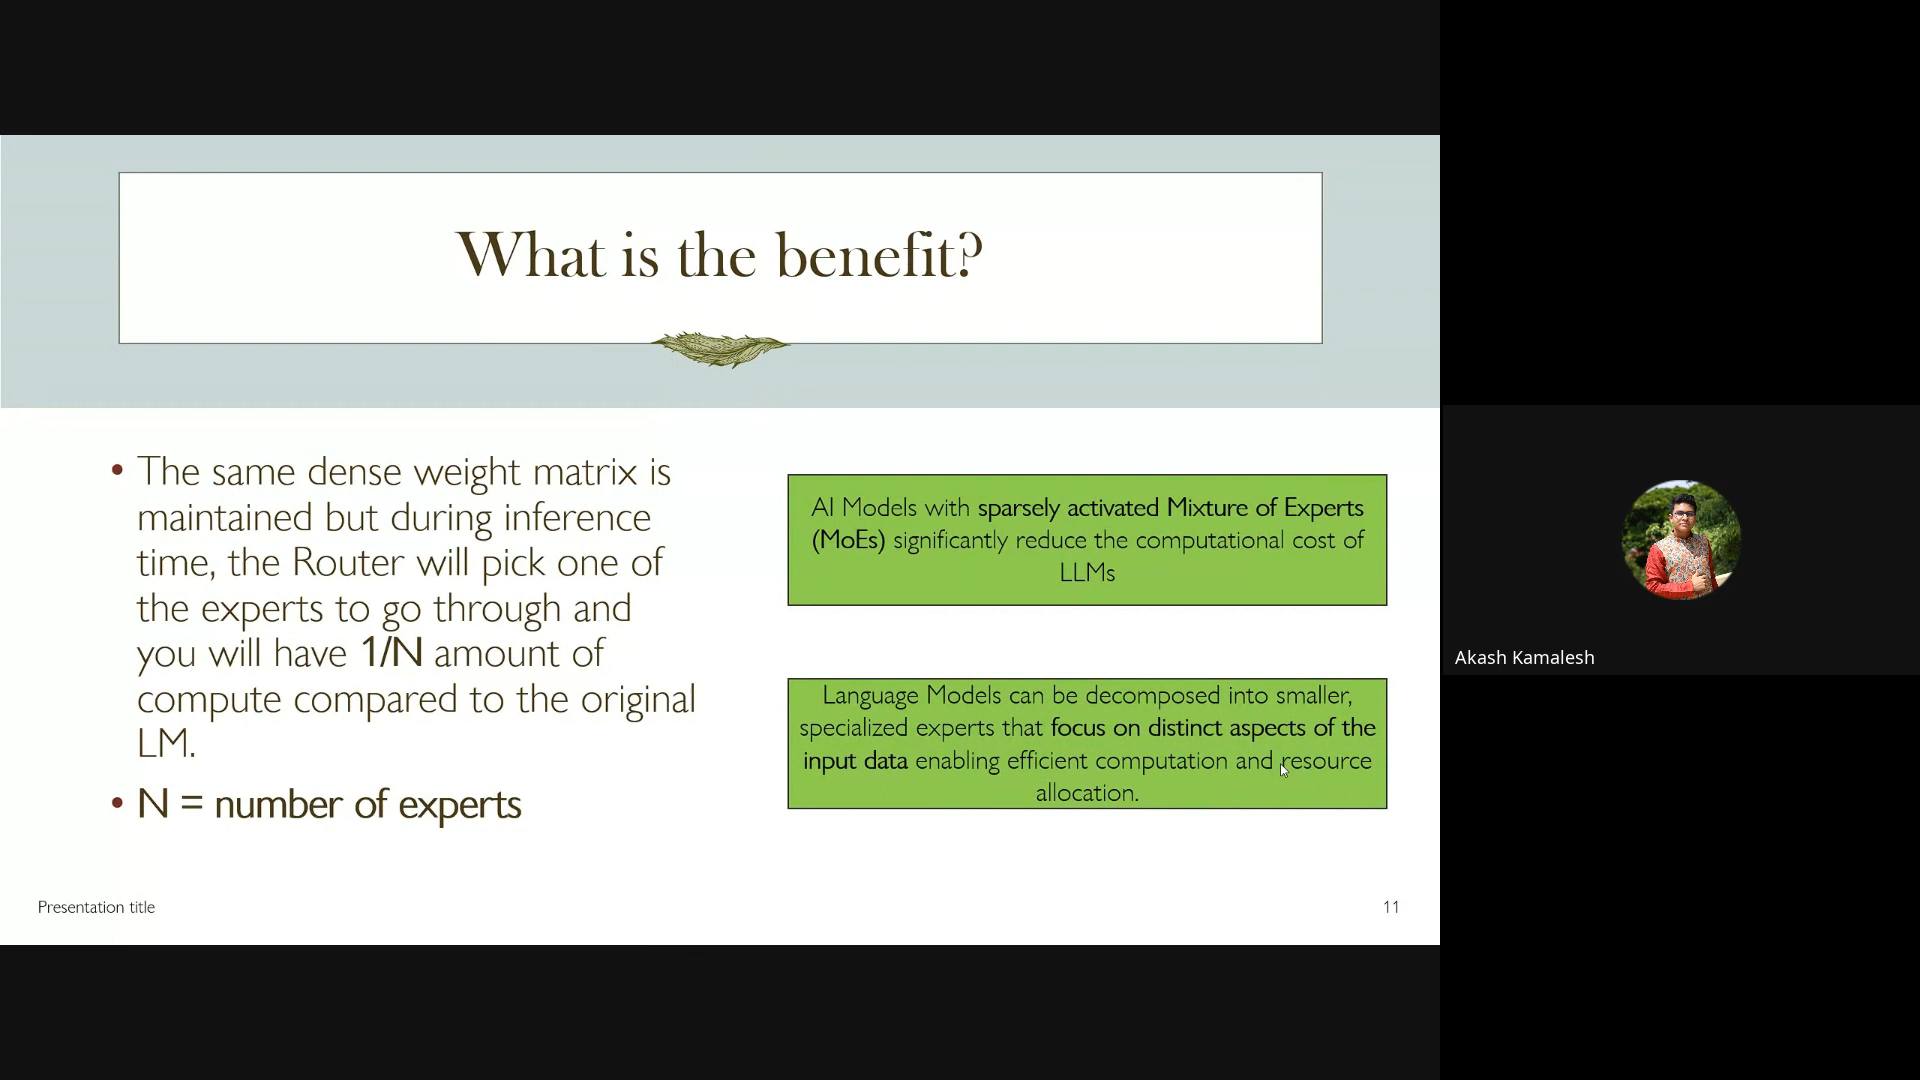 What is the benefit?
• The same dense weight matrix is
maintained but during inference
time, the Router will pick one of
the experts to go through and
you will have 1/N amount of
compute compared to the original
LM.
• N = number of experts
AI Models with sparsely activated Mixture of Experts
(MoEs) significantly reduce the computational cost of
LLMs
Language Models can be decomposed into smaller,
specialized experts that focus on distinct aspects of the
input data enabling efficient computation and resource
allocation.
Presentation title
11
Akash Kamalesh